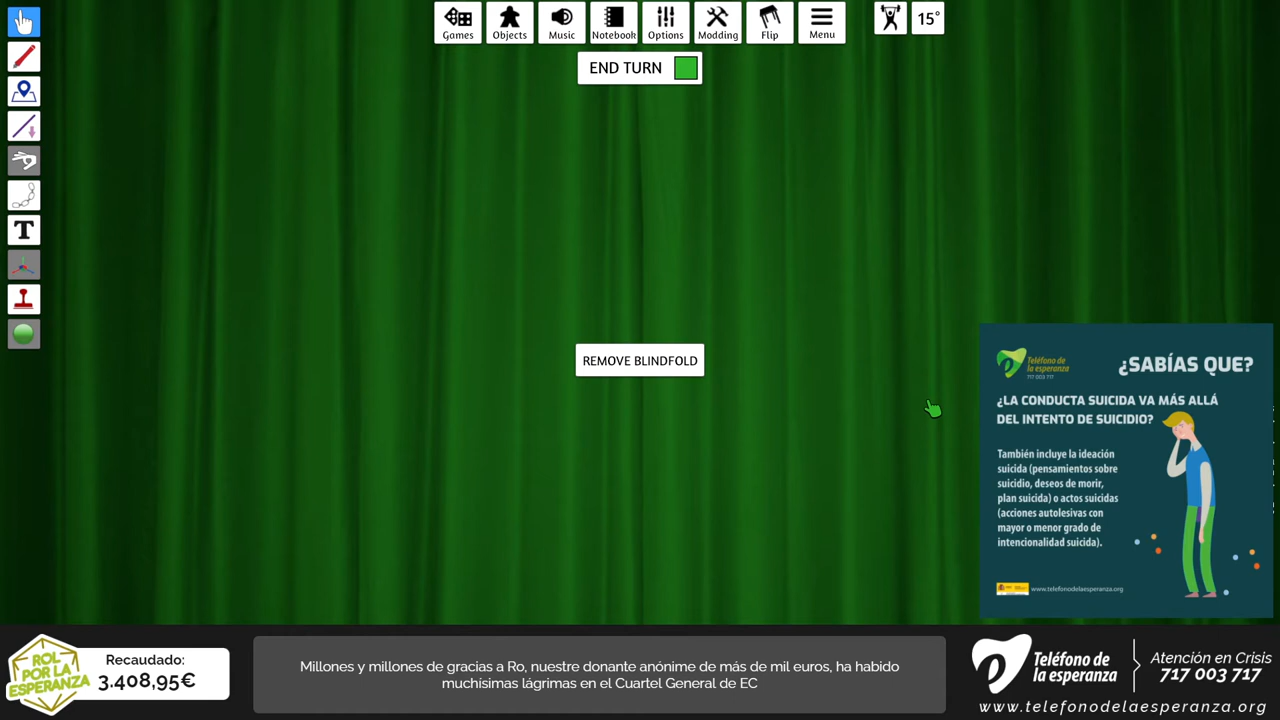 Games
Objects
Music
Notebook
Options
Modding
Flip
Menu
15°
END TURN
T
REMOVE BLINDFOLD
Teléfono de
la esperanza
717 003 717
¿SABÍAS QUE?
¿LA CONDUCTA SUICIDA VA MÁS ALLÁ
DEL INTENTO DE SUICIDIO?
También incluye la ideación
suicida (pensamientos sobre
suicidio, deseos de morir,
plan suicida) o actos suicidas
(acciones autolesivas con
mayor o menor grado de
intencionalidad suicida).
www.telefonodelaesperanza.org
ROL
POR LA
ESPERANZA
Recaudado:
3.408,95€
Millones y millones de gracias a Ro, nuestre donante anónime de más de mil euros, ha habido
muchísimas lágrimas en el Cuartel General de EC
Teléfono de
la esperanza
Atención en Crisis
717 003 717
www.telefonodelaesperanza.org